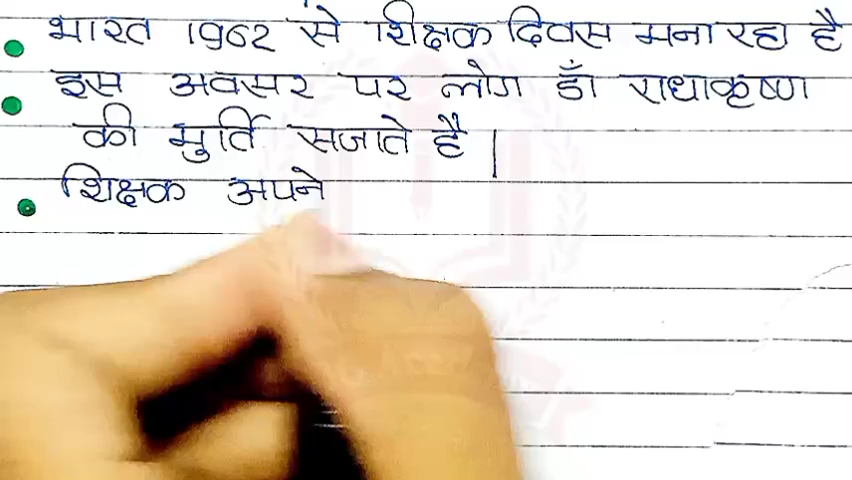 भारत 1962 से शिक्षक दिवस मना रहा है
इस अवसर पर लोग डॉ राधाकृष्ण
की मुर्ति सजाते है |
शिक्षक अपने